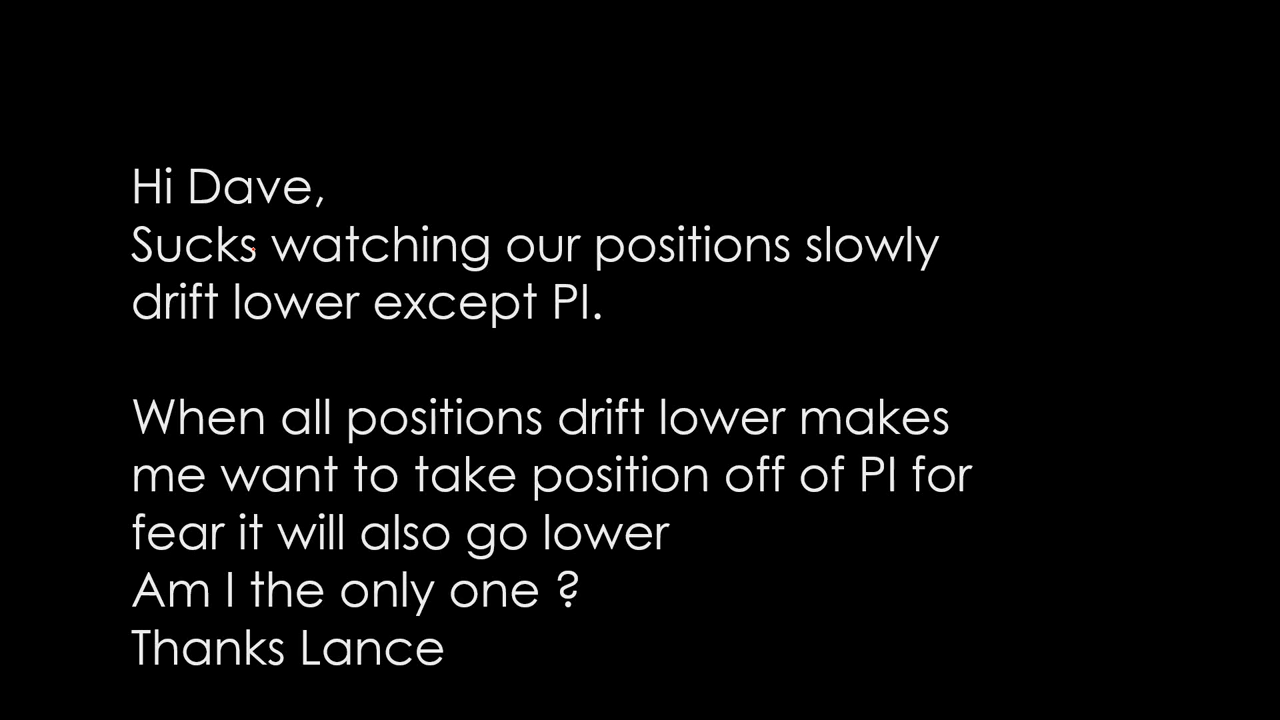 Hi Dave,
Sucks watching our positions slowly
drift lower except PI.
When all positions drift lower makes
me want to take position off of PI for
fear it will also go lower
Am I the only one ?
Thanks Lance